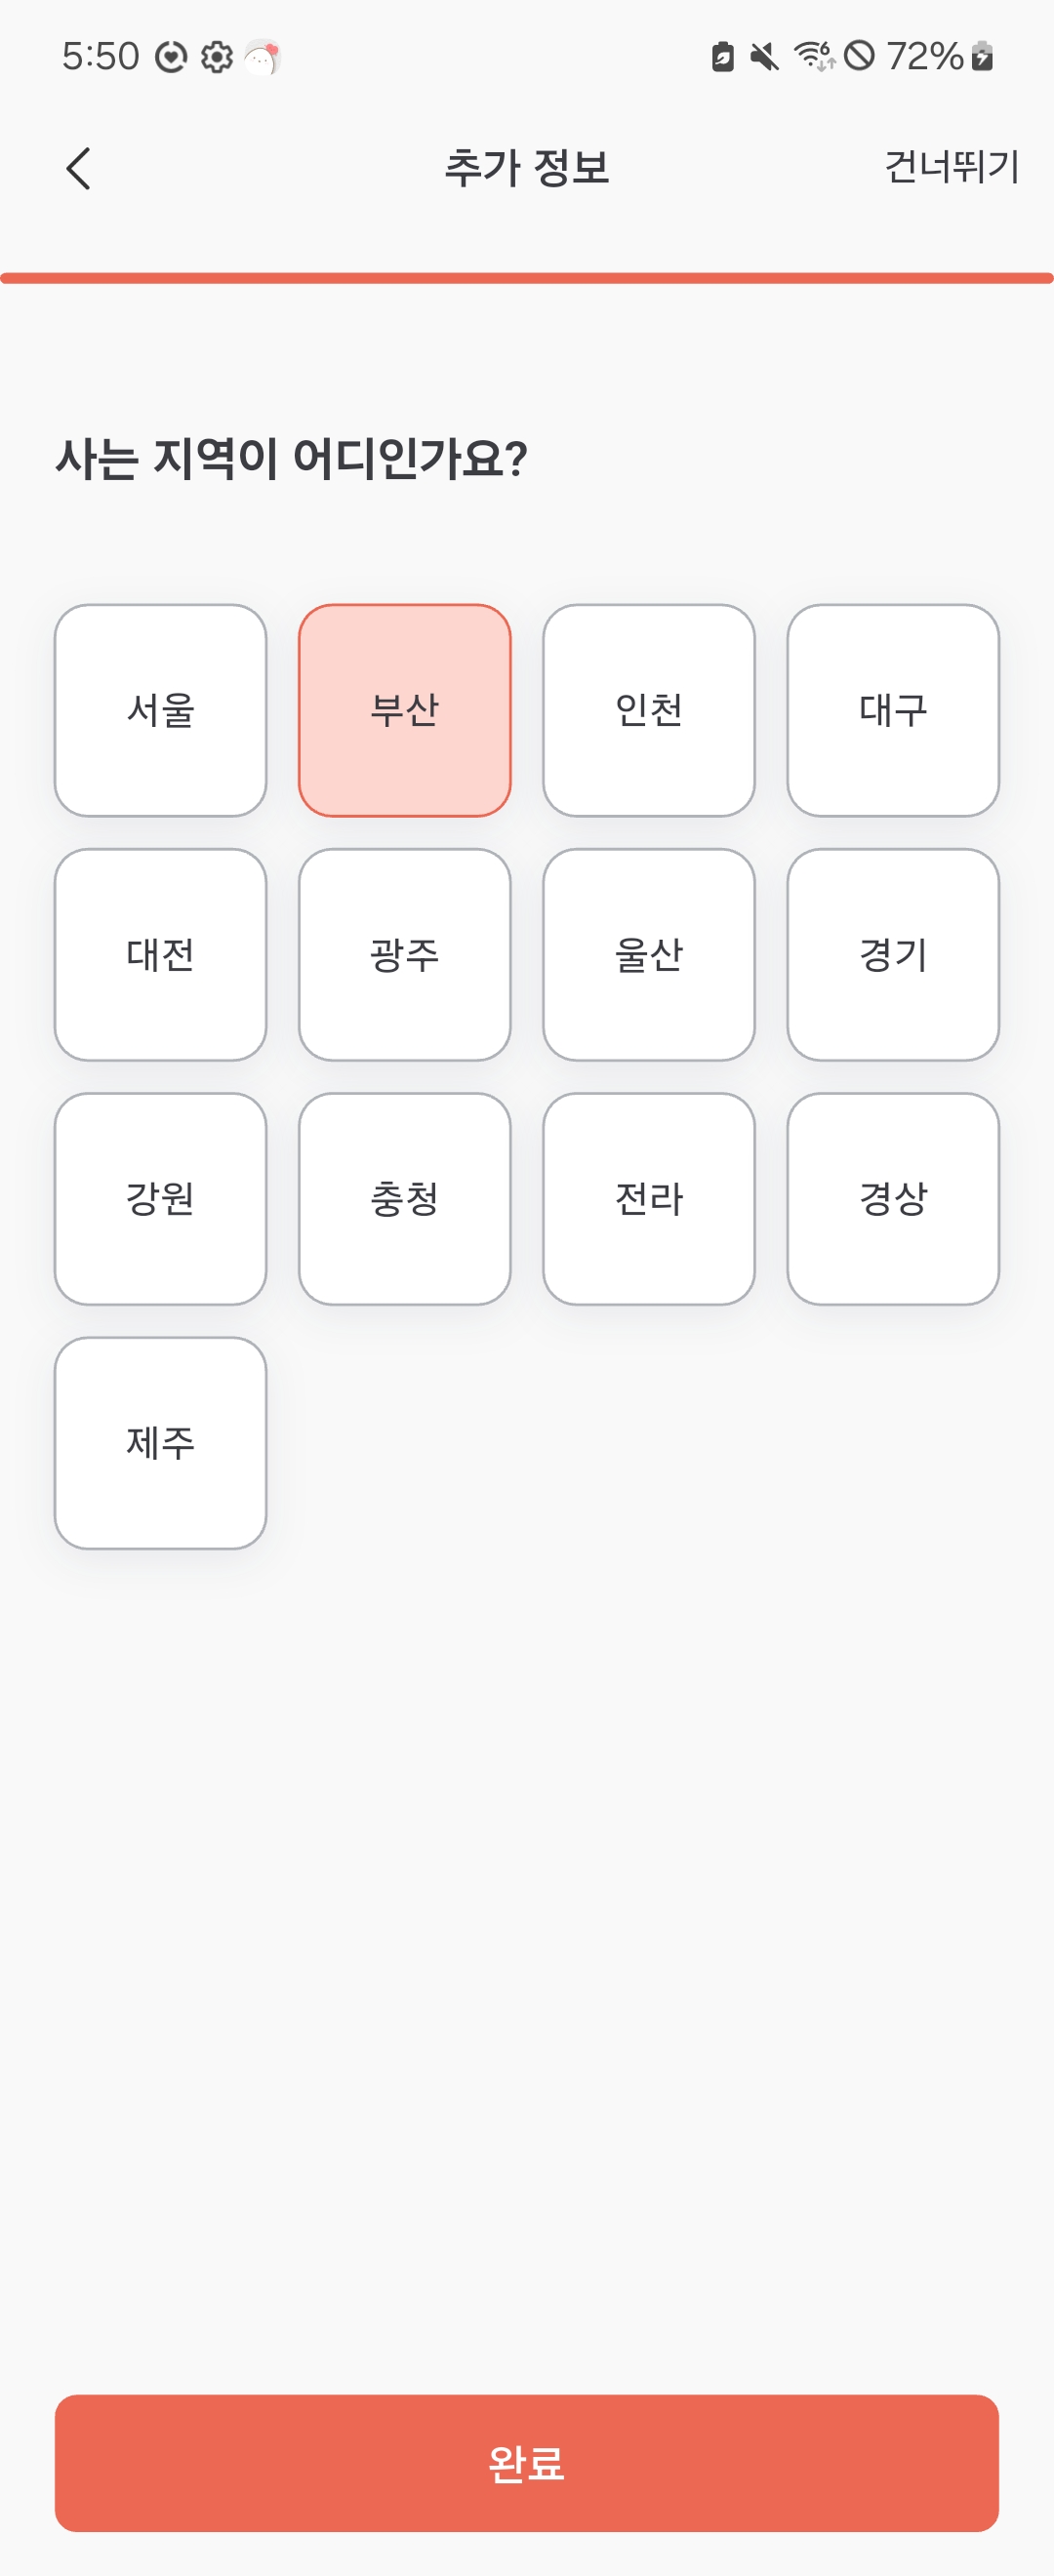 5:50 72%
추가 정보 건너뛰기
사는 지역이 어디인가요?
서울 부산 인천 대구
대전 광주 울산 경기
강원 충청 전라 경상
제주
완료